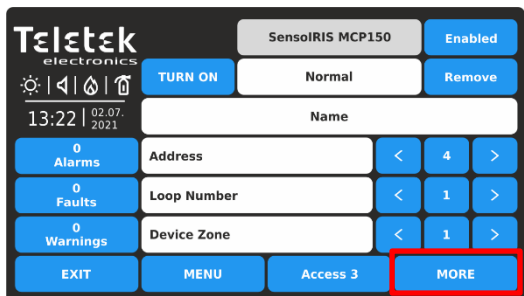 Teletek
electronics
SensoIRIS MCP150
Enabled
TURN ON
Normal
Remove
13:22
02.07.
2021
Name
0
Alarms
Address
<
4
>
0
Faults
Loop Number
<
1
>
0
Warnings
Device Zone
<
1
>
EXIT
MENU
Access 3
MORE